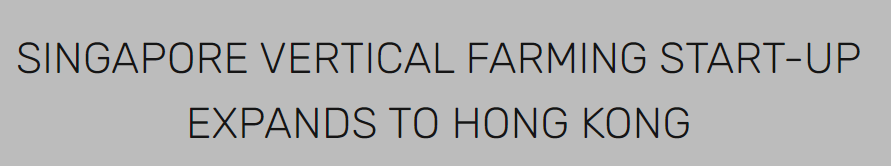 SINGAPORE VERTICAL FARMING START-UP
EXPANDS TO HONG KONG